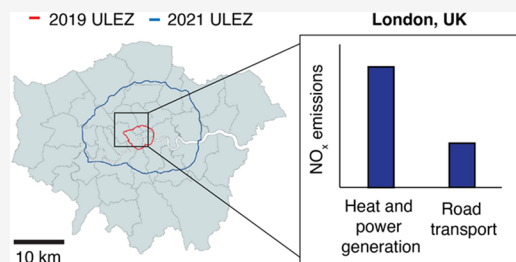 2019 ULEZ
2021 ULEZ
10 km
London, UK
NOx emissions
Heat and
power
generation
Road
transport